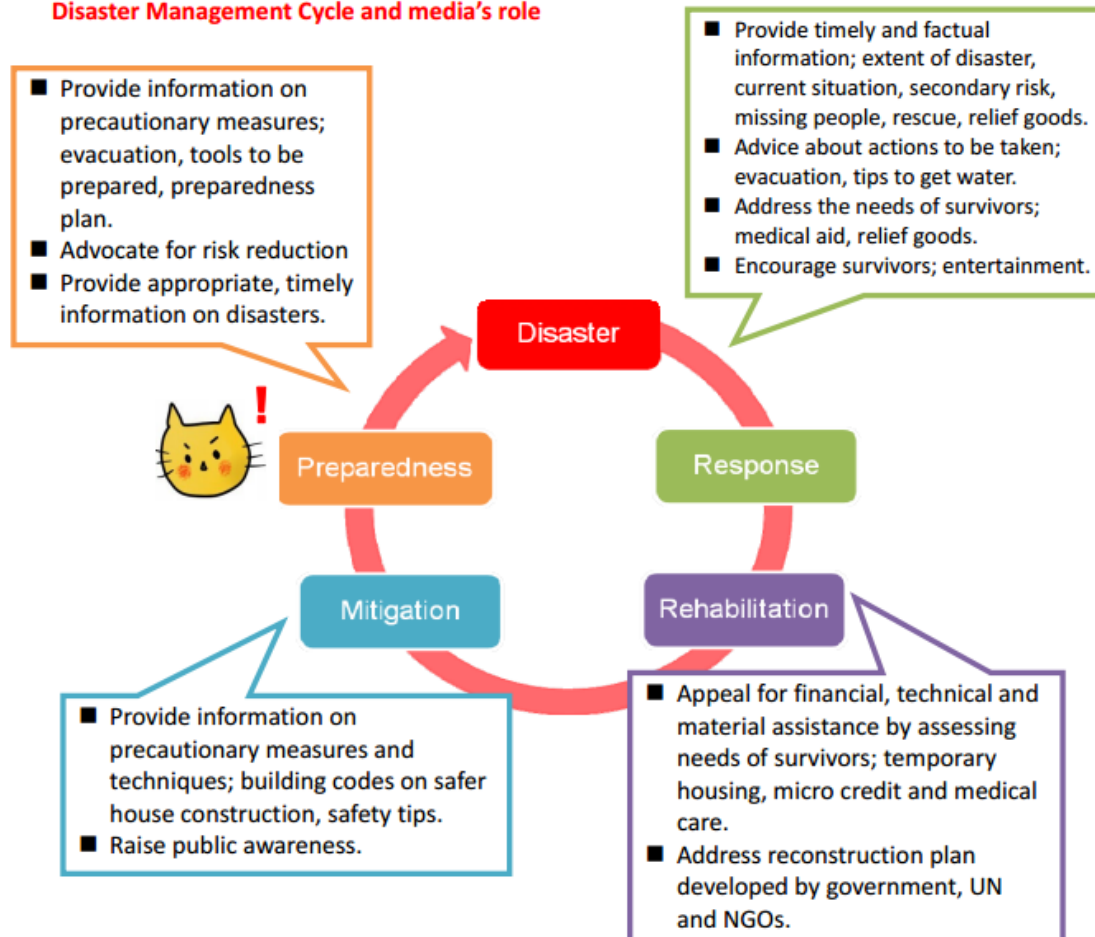 Disaster Management Cycle and media's role
■ Provide information on
precautionary measures;
evacuation, tools to be
prepared, preparedness
plan.
■ Advocate for risk reduction
■ Provide appropriate, timely
information on disasters.
■ Provide timely and factual
information; extent of disaster,
current situation, secondary risk,
missing people, rescue, relief goods.
■ Advice about actions to be taken;
evacuation, tips to get water.
■ Address the needs of survivors;
medical aid, relief goods.
■ Encourage survivors; entertainment.
Disaster
!
Preparedness
Response
Mitigation
Rehabilitation
■ Provide information on
precautionary measures and
techniques; building codes on safer
house construction, safety tips.
■ Raise public awareness.
■ Appeal for financial, technical and
material assistance by assessing
needs of survivors; temporary
housing, micro credit and medical
care.
■ Address reconstruction plan
developed by government, UN
and NGOs.